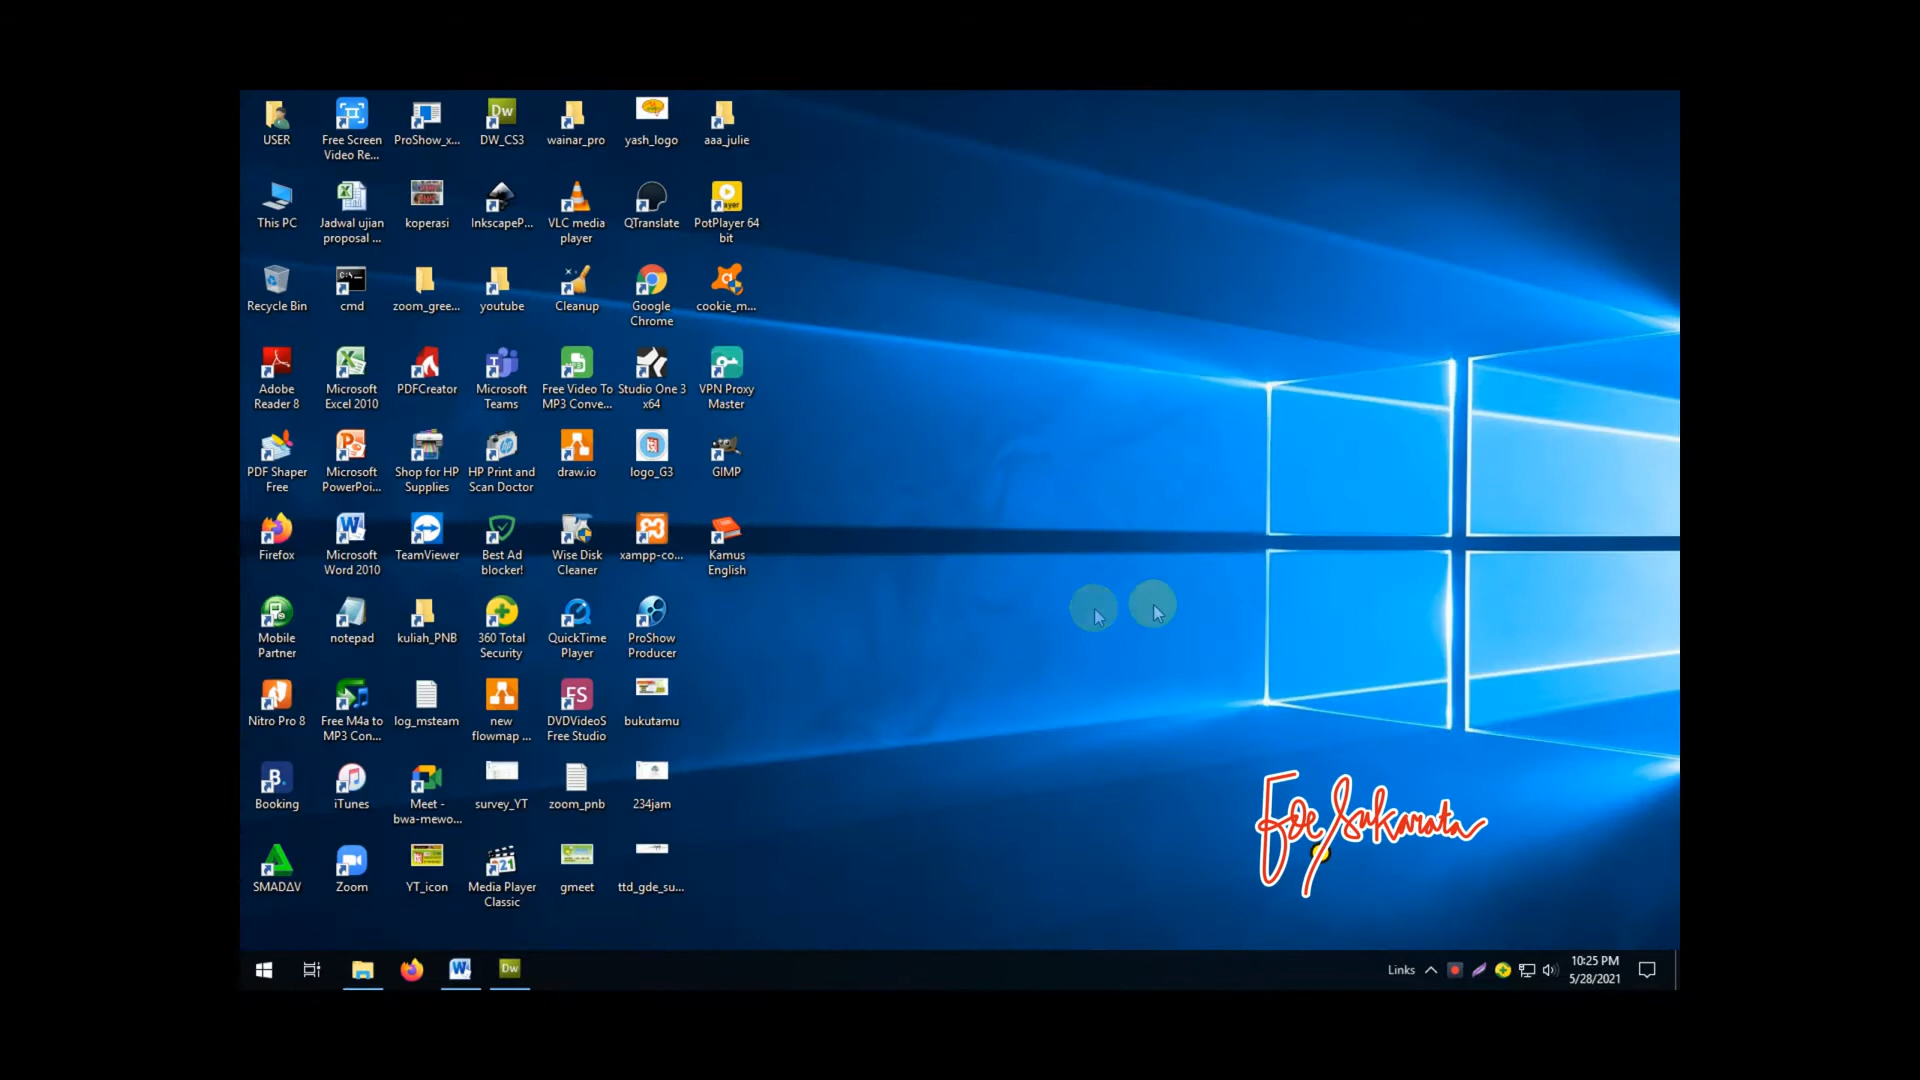 USER
Free Screen
Video Re...
ProShow_x...
DW_CS3
wainar_pro
yash_logo
aaa_julie
This PC
Jadwal ujian
proposal ...
koperasi
InkscapeP...
VLC media
player
QTranslate
PotPlayer 64
bit
Recycle Bin
cmd
zoom_gree...
youtube
Cleanup
Google
Chrome
cookie_m...
Adobe
Reader 8
Microsoft
Excel 2010
PDFCreator
Microsoft
Teams
Free Video To
MP3 Conve...
Studio One 3
x64
VPN Proxy
Master
PDF Shaper
Free
Microsoft
PowerPoi...
Shop for HP
Supplies
HP Print and
Scan Doctor
draw.io
logo_G3
GIMP
Firefox
Microsoft
Word 2010
TeamViewer
Best Ad
blocker!
Wise Disk
Cleaner
xampp-co...
Kamus
English
Mobile
Partner
notepad
kuliah_PNB
360 Total
Security
QuickTime
Player
ProShow
Producer
Nitro Pro 8
Free M4a to
MP3 Con...
log_msteam
new
flowmap ...
DVDVideoS
Free Studio
bukutamu
Booking
iTunes
Meet -
bwa-mewo...
survey_YT
zoom_pnb
234jam
SMADΔV
Zoom
YT_icon
Media Player
Classic
gmeet
ttd_gde_su...
Links
10:25 PM
5/28/2021